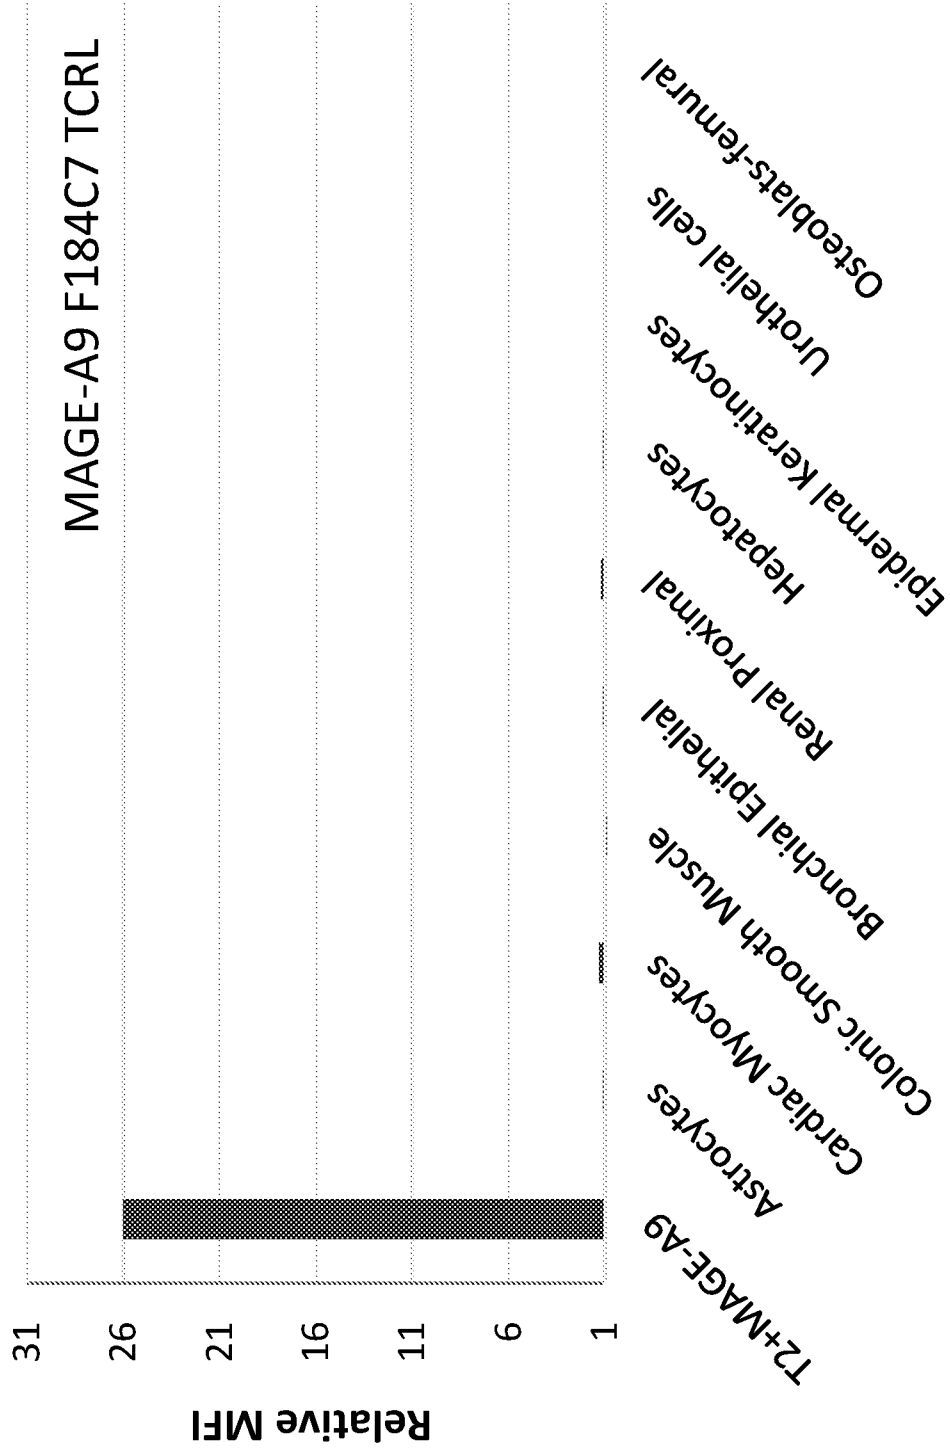 MAGE-A9 F184C7 TCRL
Relative MFI
31
26
21
16
11
6
1
T2+MAGE-A9
Astrocytes
Cardiac Myocytes
Colonic Smooth Muscle
Bronchial Epithelial
Renal Proximal
Hepatocytes
Epidermal Keratinocytes
Urothelial cells
Osteoblats-femural